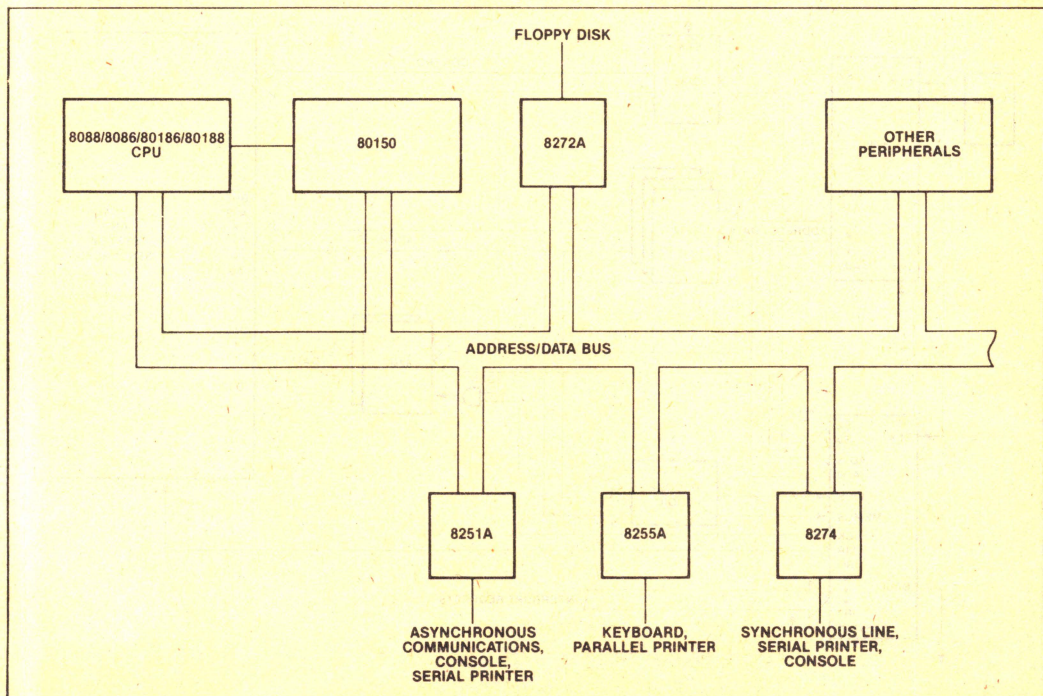 FLOPPY DISK
8088/8086/80186/80188
CPU
80150
8272A
OTHER
PERIPHERALS
ADDRESS/DATA BUS
8251A
8255A
8274
ASYNCHRONOUS
COMMUNICATIONS,
CONSOLE,
SERIAL PRINTER
KEYBOARD,
PARALLEL PRINTER
SYNCHRONOUS LINE,
SERIAL PRINTER,
CONSOLE